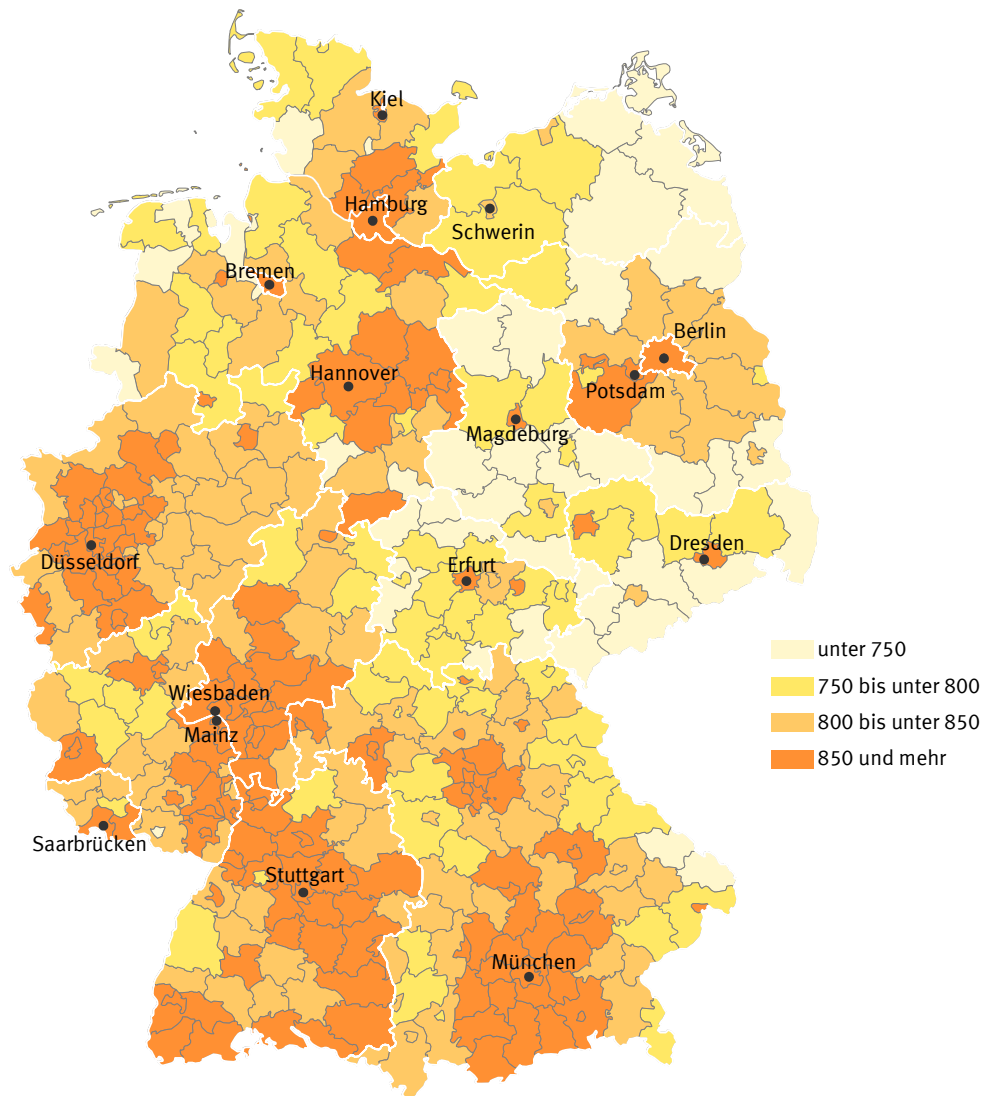 Kiel
Hamburg
Schwerin
Bremen
Berlin
Hannover
Potsdam
Magdeburg
Düsseldorf
Dresden
Erfurt
unter 750
750 bis unter 800
800 bis unter 850
850 und mehr
Wiesbaden
Mainz
Saarbrücken
Stuttgart
München